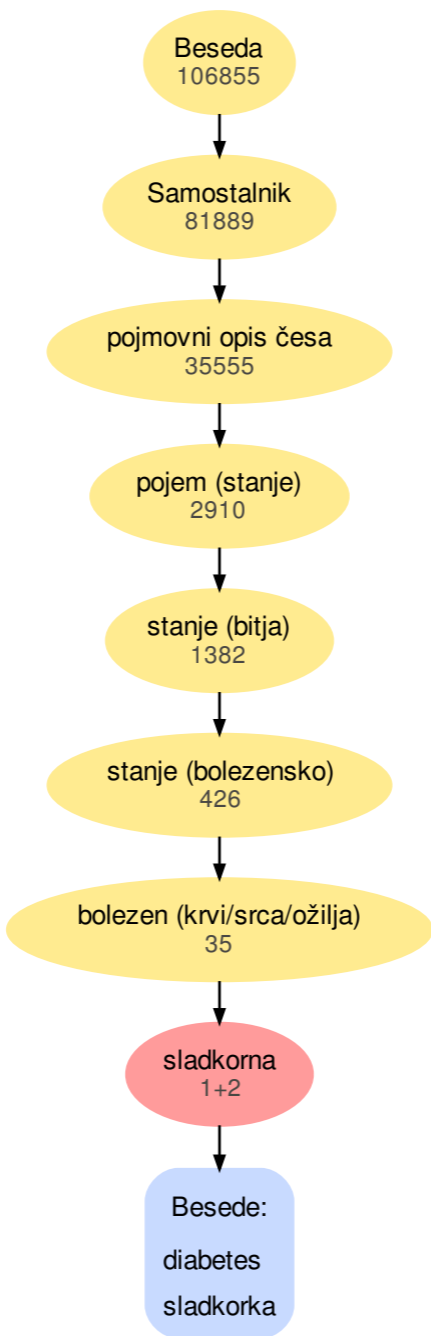 Beseda
106855
Samostalnik
81889
pojmovni opis česa
35555
pojem (stanje)
2910
stanje (bitja)
1382
stanje (bolezensko)
426
bolezen (krvi/srca/ožilja)
35
sladkorna
1+2
Besede:
diabetes
sladkorka